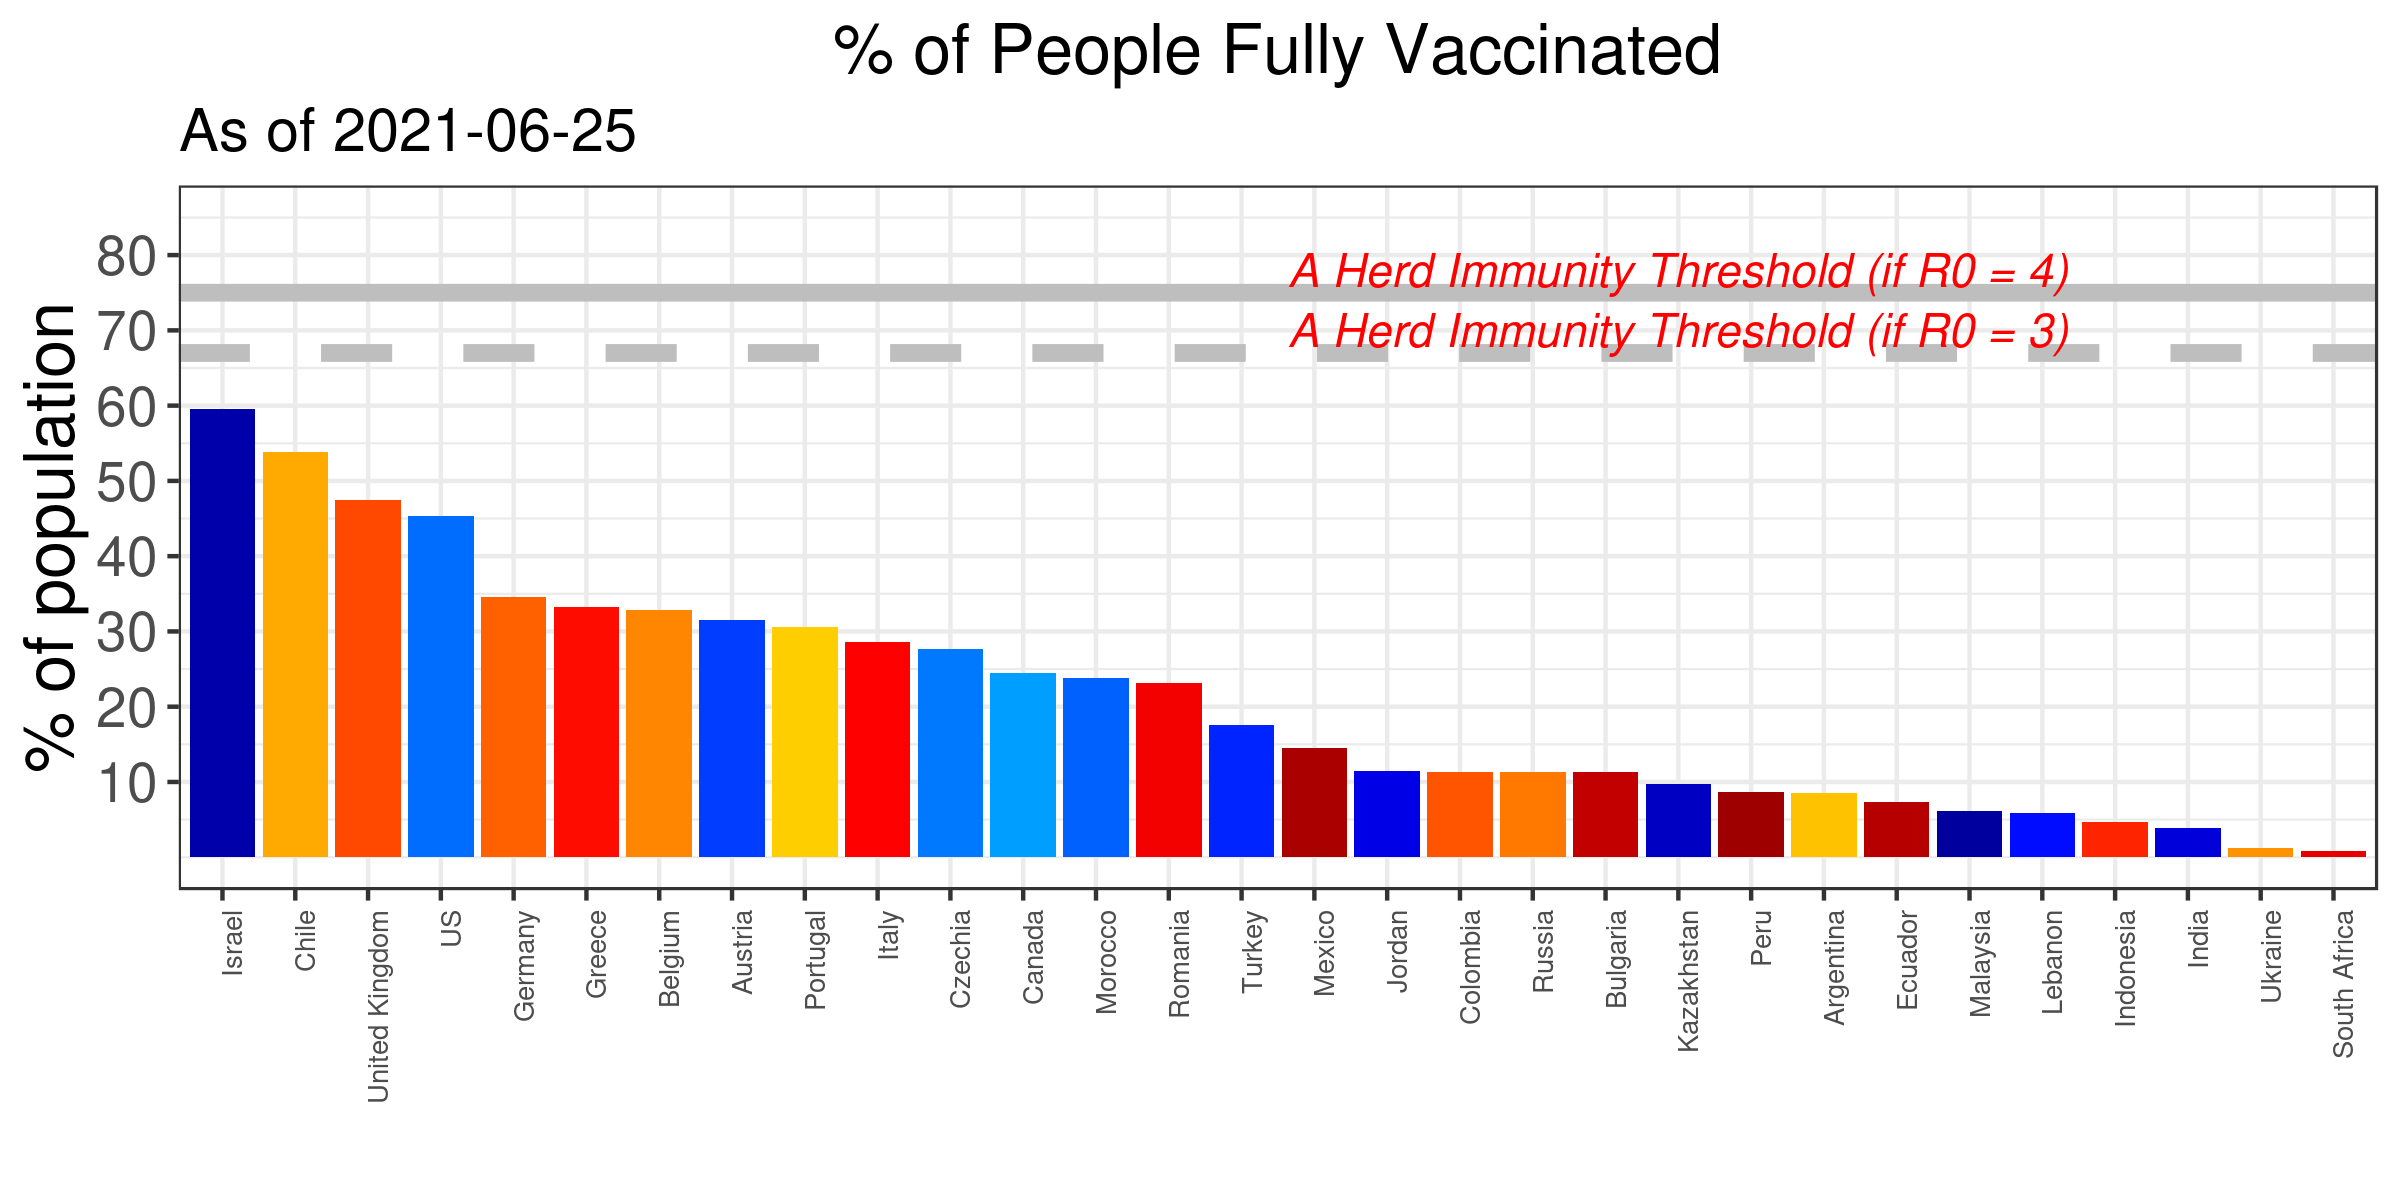 % of People Fully Vaccinated
As of 2021-06-25
% of population
80
70
60
50
40
30
20
10
A Herd Immunity Threshold (if R0 = 4)
A Herd Immunity Threshold (if R0 = 3)
Israel
Chile
United Kingdom
US
Germany
Greece
Belgium
Austria
Portugal
Italy
Czechia
Canada
Morocco
Romania
Turkey
Mexico
Jordan
Colombia
Russia
Bulgaria
Kazakhstan
Peru
Argentina
Ecuador
Malaysia
Lebanon
Indonesia
India
Ukraine
South Africa